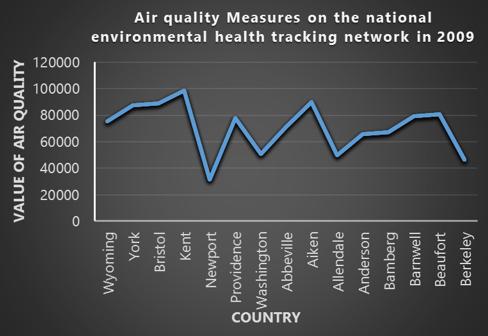 Air quality Measures on the national
environmental health tracking network in 2009
VALUE OF AIR QUALITY
120000
100000
80000
60000
40000
20000
0
Wyoming
York
Bristol
Kent
Newport
Providence
Washington
Abbeville
Aiken
Allendale
Anderson
Bamberg
Barnwell
Beaufort
Berkeley
COUNTRY